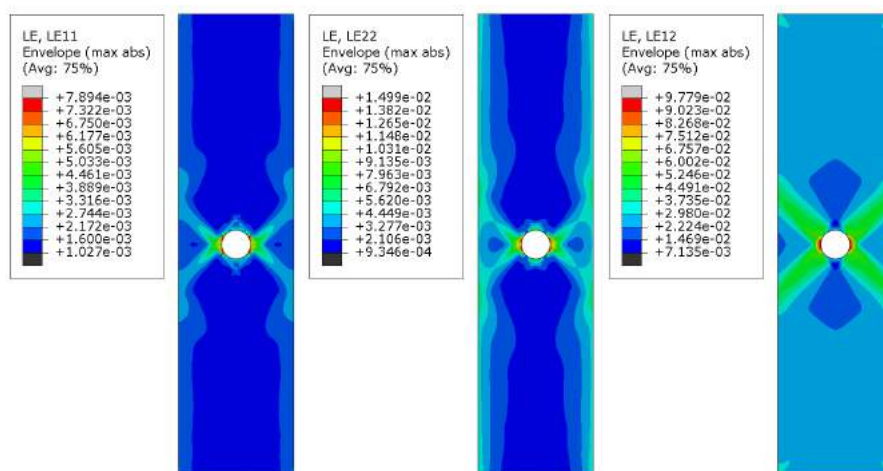 LE, LE11
Envelope (max abs)
(Avg: 75%)
+7.894e-03
+7.322e-03
+6.750e-03
+6.177e-03
+5.605e-03
+5.033e-03
+4.461e-03
+3.889e-03
+3.316e-03
+2.744e-03
+2.172e-03
+1.600e-03
+1.027e-03
LE, LE22
Envelope (max abs)
(Avg: 75%)
+1.499e-02
+1.382e-02
+1.265e-02
+1.148e-02
+1.031e-02
+9.135e-03
+7.963e-03
+6.792e-03
+5.620e-03
+4.449e-03
+3.277e-03
+2.106e-03
+9.346e-04
LE, LE12
Envelope (max abs)
(Avg: 75%)
+9.779e-02
+9.023e-02
+8.268e-02
+7.512e-02
+6.757e-02
+6.002e-02
+5.246e-02
+4.491e-02
+3.735e-02
+2.980e-02
+2.224e-02
+1.469e-02
+7.135e-03